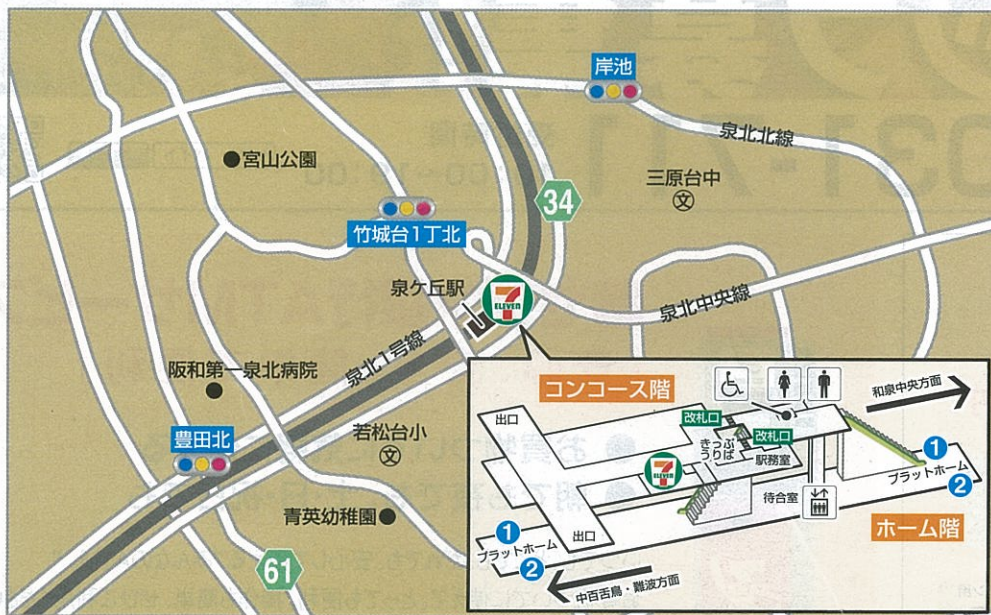 岸池
泉北北線
宮山公園
三原台中
文
34
竹城台1丁北
泉ケ丘駅
7
ELEVEN
泉北中央線
泉北1号線
阪和第一泉北病院
豊田北
若松台小
文
青英幼稚園
61
コンコース階
和泉中央方面
出口
改札口
改札口
きっぷ
うりば
駅務室
7
ELEVEN
待合室
1
プラットホーム
2
ホーム階
1
プラットホーム
2
出口
中百舌鳥・難波方面